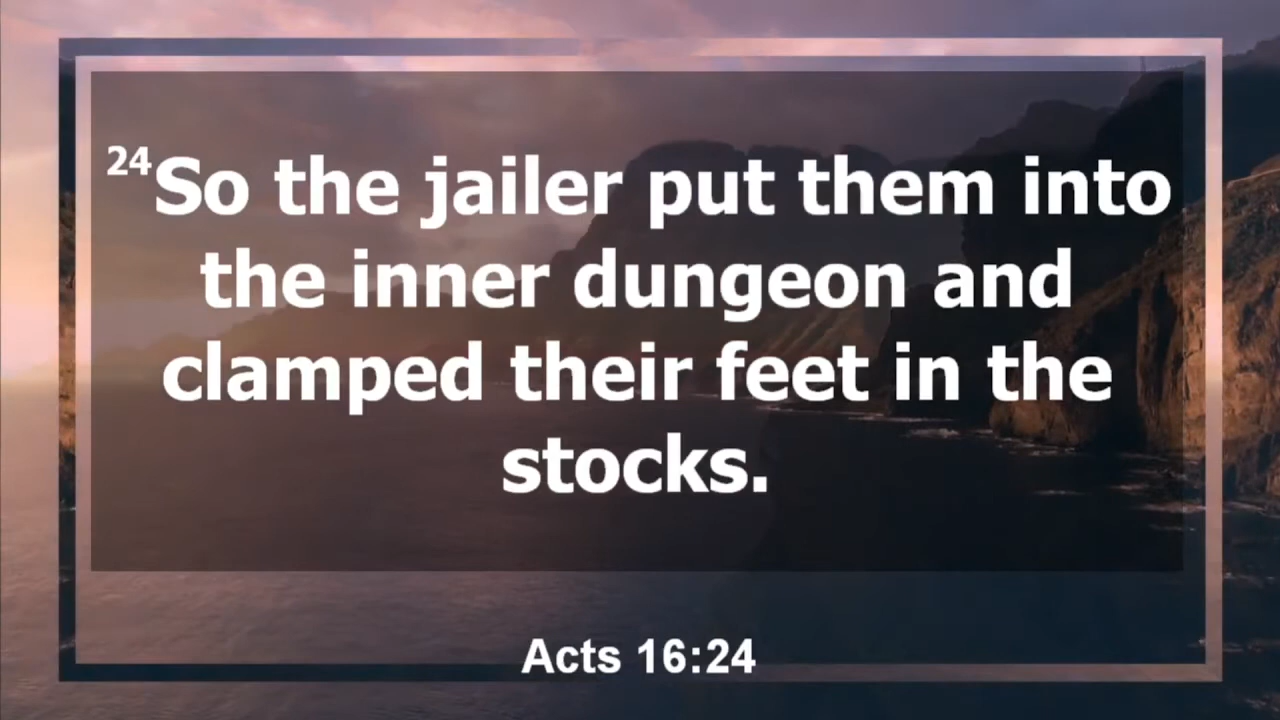 24So the jailer put them into
the inner dungeon and
clamped their feet in the
stocks.
Acts 16:24